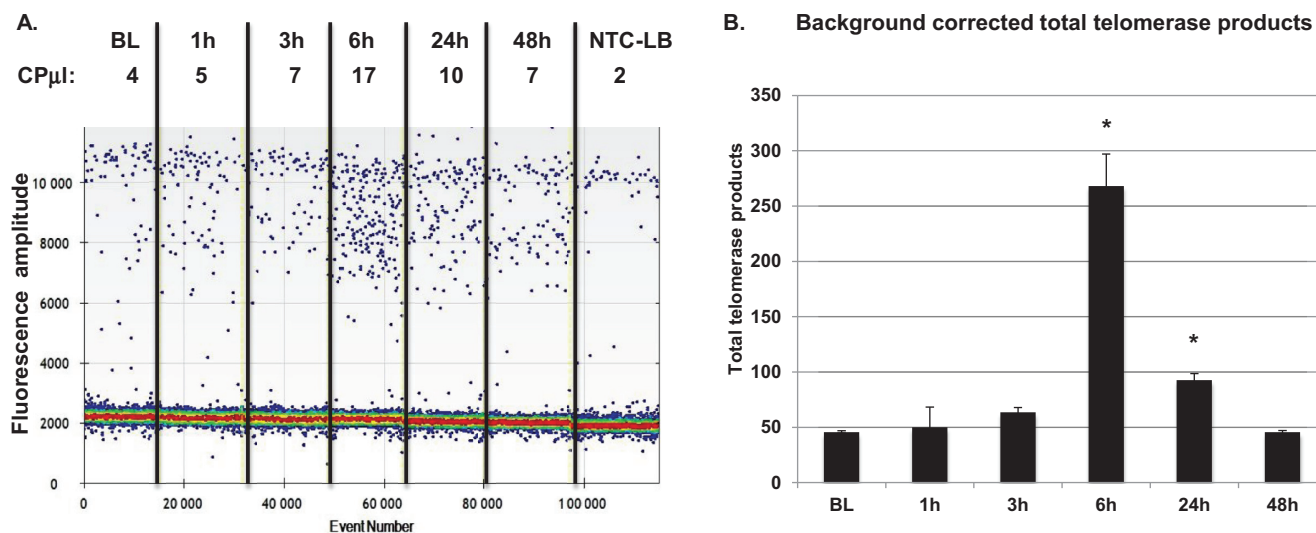 A.
BL 1h 3h 6h 24h 48h NTC-LB
CPμl: 4 5 7 17 10 7 2
Fluorescence amplitude
10 000
8000
6000
4000
2000
0
0 20 000 40 000 60 000 80 000 100 000
Event Number
B. Background corrected total telomerase products
Total telomerase products
350
300
250
200
150
100
50
0
*
*
BL 1h 3h 6h 24h 48h